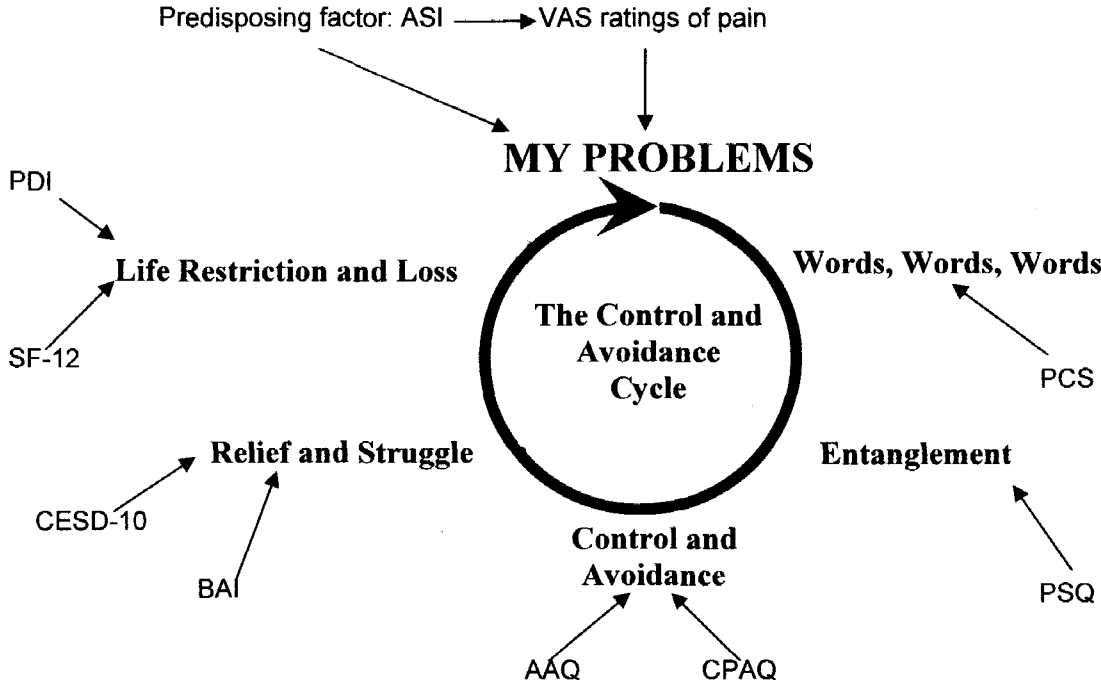 Predisposing factor: ASI VAS ratings of pain
MY PROBLEMS
PDI
Life Restriction and Loss
SF-12
Words, Words, Words
PCS
The Control and
Avoidance
Cycle
Relief and Struggle
CESD-10
BAI
Entanglement
PSQ
Control and
Avoidance
AAQ
CPAQ